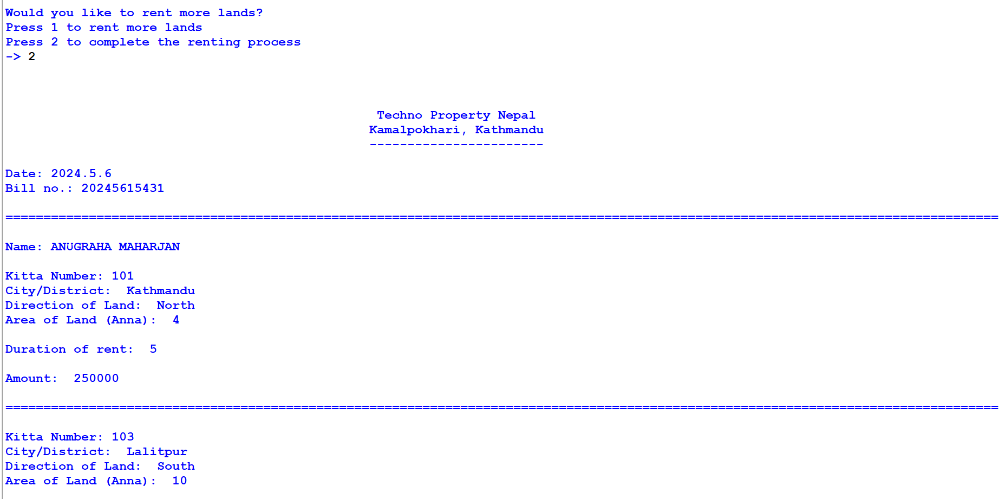 Would you like to rent more lands?
Press 1 to rent more lands
Press 2 to complete the renting process
-> 2
Techno Property Nepal
Kamalpokhari, Kathmandu
-----------------------
Date: 2024.5.6
Bill no.: 20245615431
===================================================================================================================================
Name: ANUGRAHA MAHARJAN
Kitta Number: 101
City/District:  Kathmandu
Direction of Land:  North
Area of Land (Anna):  4
Duration of rent:  5
Amount:  250000
===================================================================================================================================
Kitta Number: 103
City/District:  Lalitpur
Direction of Land:  South
Area of Land (Anna):  10